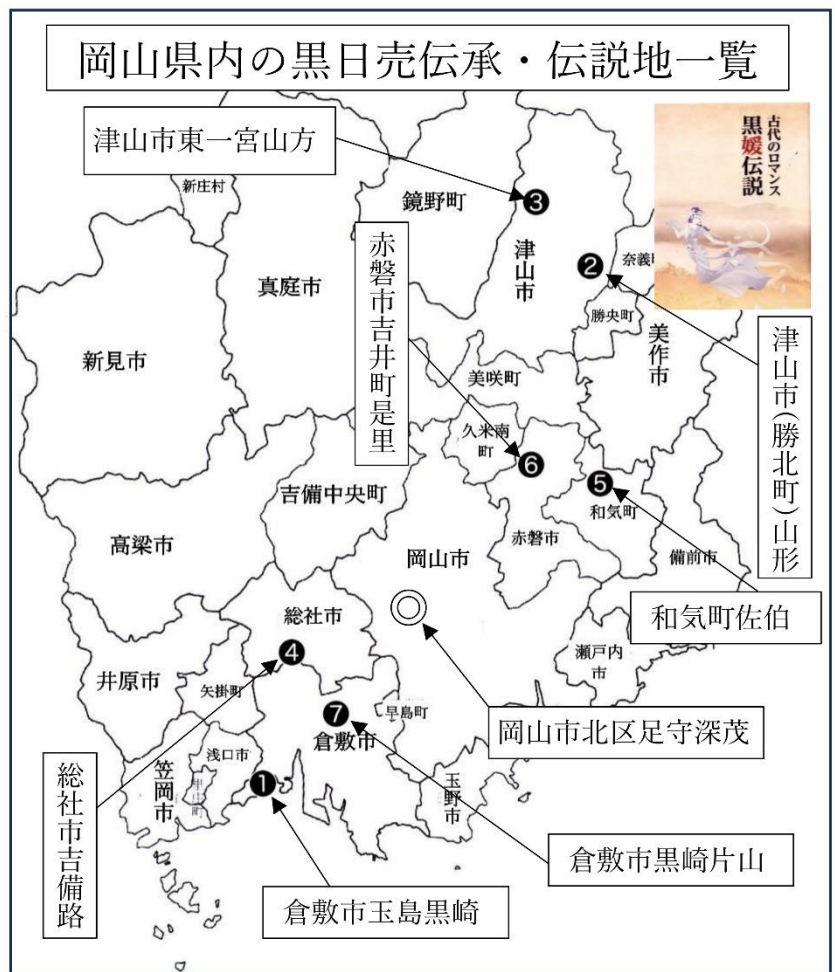 岡山県内の黒日売伝承・伝説地一覧
津山市東一宮山方
古代のロマンス
黒媛伝説
新庄村
鏡野町
❸
津山市
❷
奈義町
勝央町
美作市
真庭市
赤磐市吉井町是里
新見市
美咲町
津山市(勝北町)山形
久米南町
❻
❺
和気町
吉備中央町
赤磐市
備前市
高梁市
岡山市
和気町佐伯
総社市
❹
瀬戸内市
井原市
矢掛町
早島町
❼
倉敷市
岡山市北区足守深茂
浅口市
笠岡市
❶
玉野市
総社市吉備路
倉敷市黒崎片山
倉敷市玉島黒崎